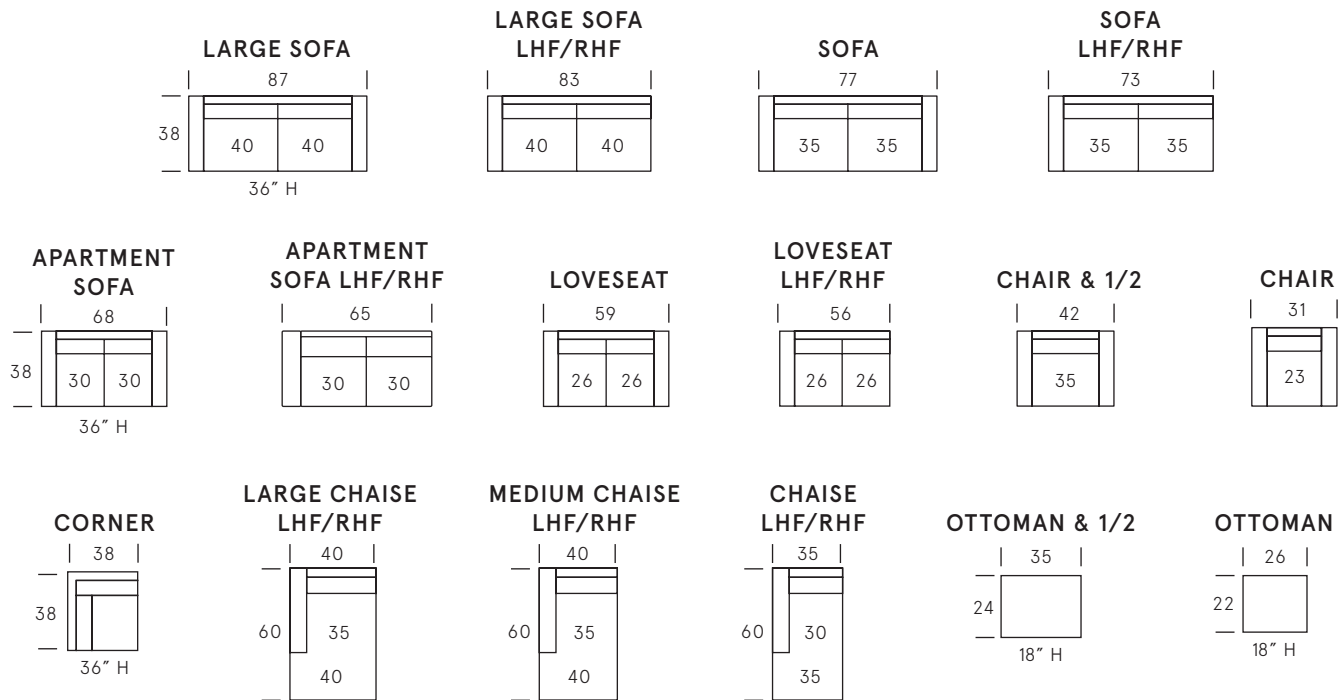 LARGE SOFA
87
38
40 40
36″ H
LARGE SOFA
LHF/RHF
83
40 40
SOFA
77
35 35
SOFA
LHF/RHF
73
35 35
APARTMENT
SOFA
68
38
30 30
36″ H
APARTMENT
SOFA LHF/RHF
65
30 30
LOVESEAT
59
26 26
LOVESEAT
LHF/RHF
56
26 26
CHAIR & 1/2
42
35
CHAIR
31
23
CORNER
38
38
36″ H
LARGE CHAISE
LHF/RHF
40
60
35
40
MEDIUM CHAISE
LHF/RHF
40
60
35
40
CHAISE
LHF/RHF
35
60
30
35
OTTOMAN & 1/2
35
24
18″ H
OTTOMAN
26
22
18″ H